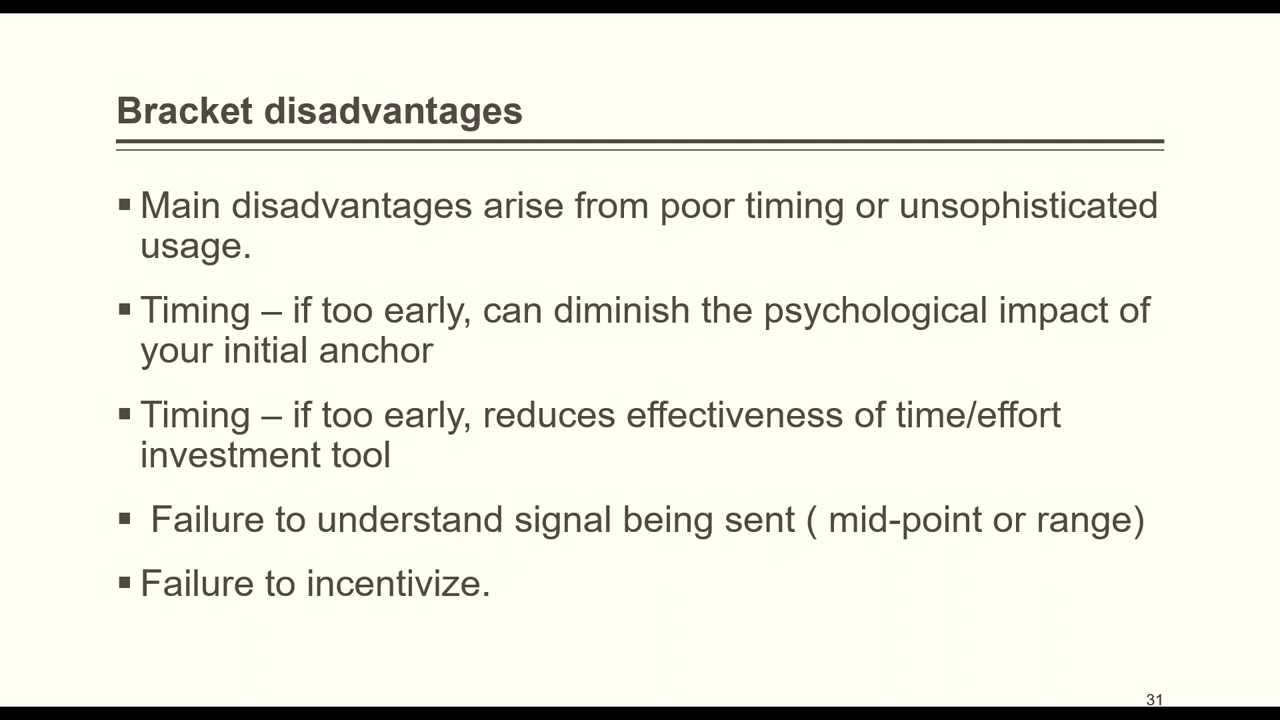 Bracket disadvantages
▪ Main disadvantages arise from poor timing or unsophisticated
usage.
▪ Timing – if too early, can diminish the psychological impact of
your initial anchor
▪ Timing – if too early, reduces effectiveness of time/effort
investment tool
▪ Failure to understand signal being sent ( mid-point or range)
▪ Failure to incentivize.
31